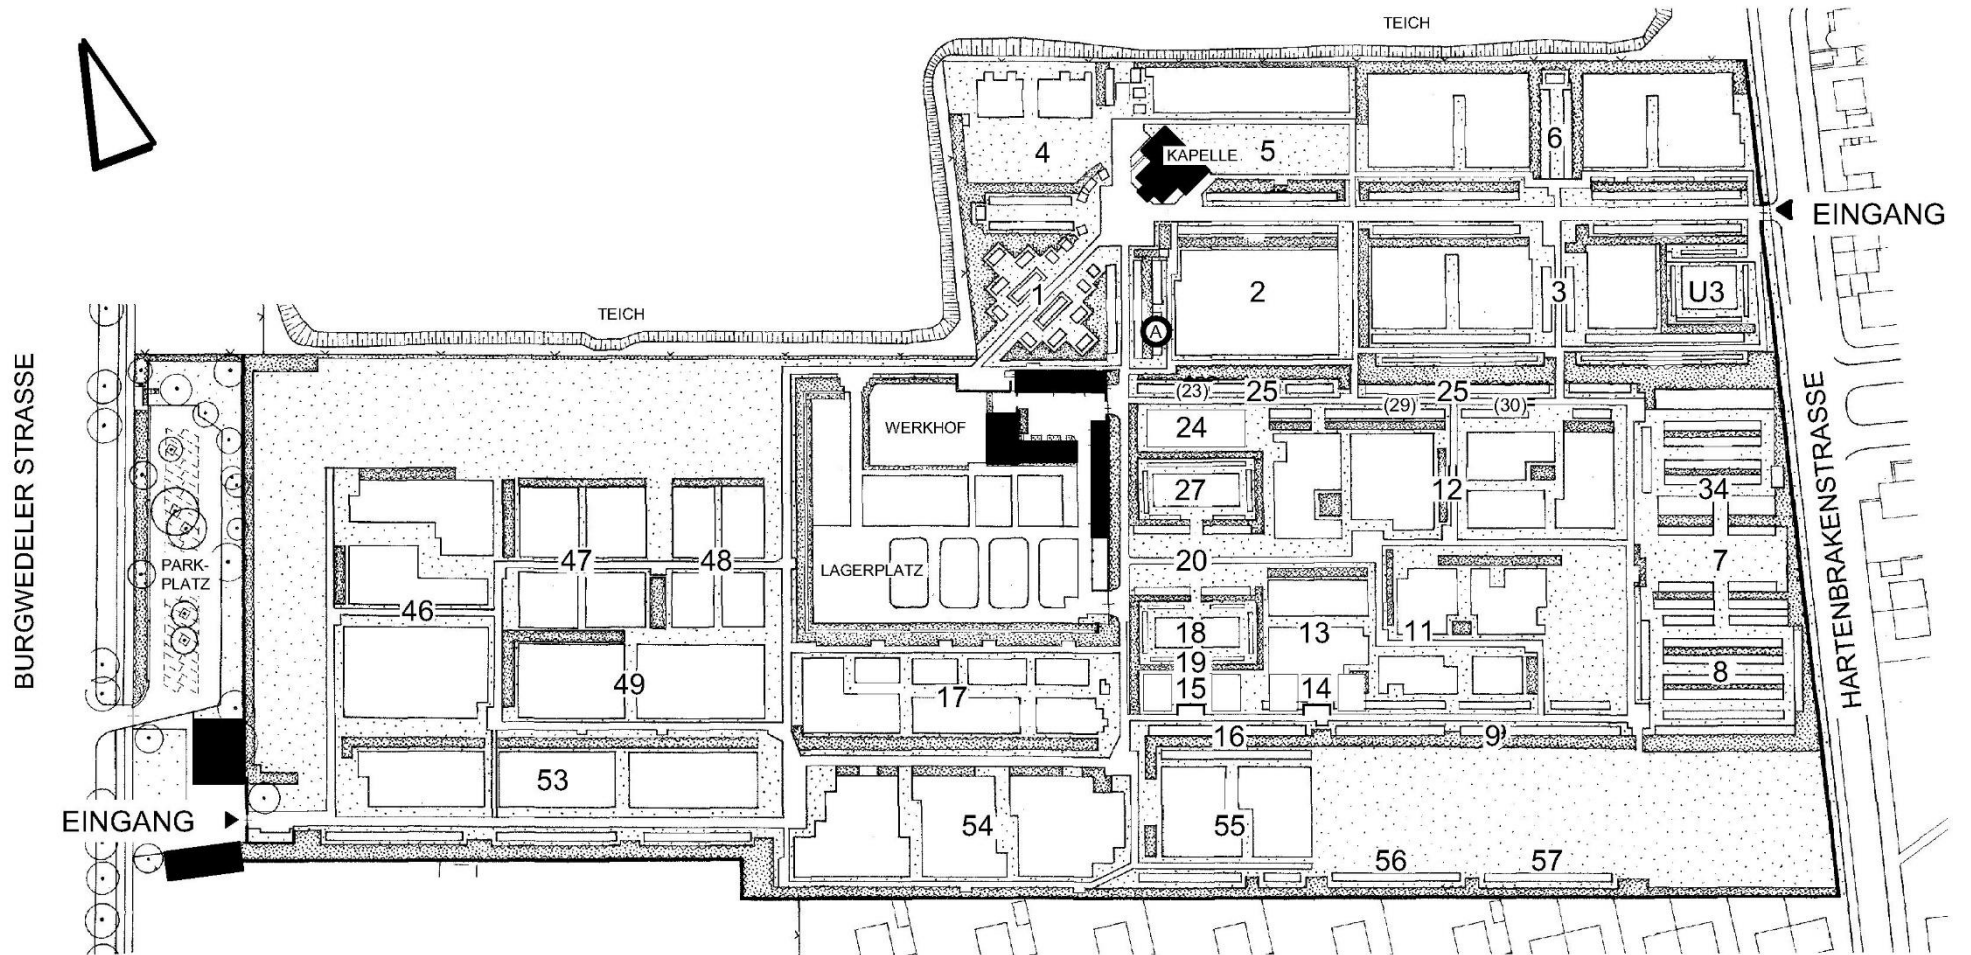 TEICH
4
KAPELLE
5
6
EINGANG
1
2
3
U3
A
TEICH
BURGWEDELER STRASSE
HARTENBRAKENSTRASSE
(23)
25
25
(29)
(30)
24
WERKHOF
27
12
34
47
48
20
7
PARK-
PLATZ
LAGERPLATZ
46
18
13
11
19
49
17
15
14
8
16
9
53
EINGANG
54
55
56
57